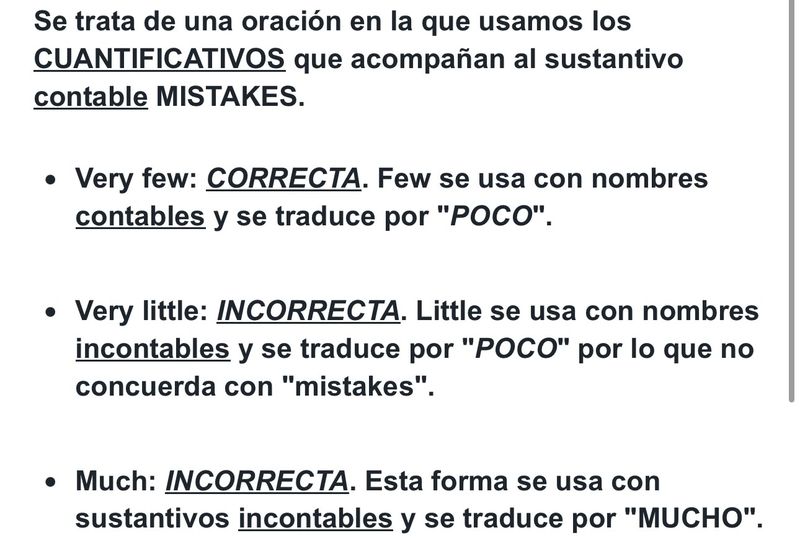 Se trata de una oración en la que usamos los
CUANTIFICATIVOS que acompañan al sustantivo
contable MISTAKES.
• Very few: CORRECTA. Few se usa con nombres
contables y se traduce por "POCO".
• Very little: INCORRECTA. Little se usa con nombres
incontables y se traduce por "POCO" por lo que no
concuerda con "mistakes".
• Much: INCORRECTA. Esta forma se usa con
sustantivos incontables y se traduce por "MUCHO".